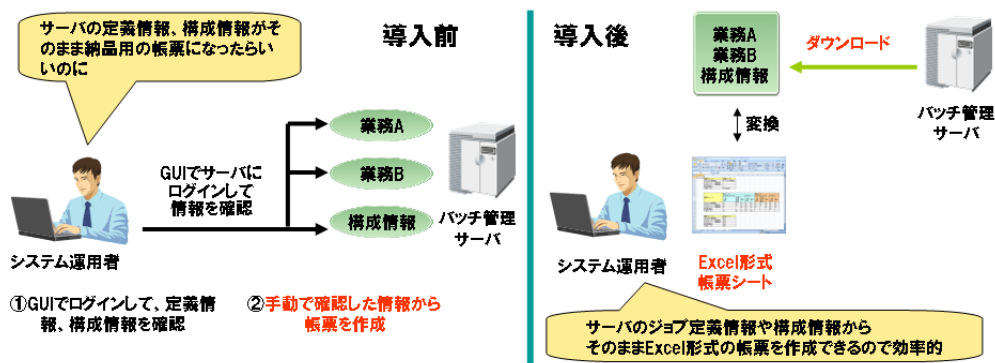 サーバの定義情報、構成情報がそ
のまま納品用の帳票になったらい
いのに
導入前
業務A
業務B
構成情報
GUIでサーバに
ログインして
情報を確認
バッチ管理
サーバ
システム運用者
①GUIでログインして、定義情
報、構成情報を確認
②手動で確認した情報から
帳票を作成
導入後
業務A
業務B
構成情報
ダウンロード
バッチ管理
サーバ
変換
システム運用者
Excel形式
帳票シート
サーバのジョブ定義情報や構成情報から
そのままExcel形式の帳票を作成できるので効率的